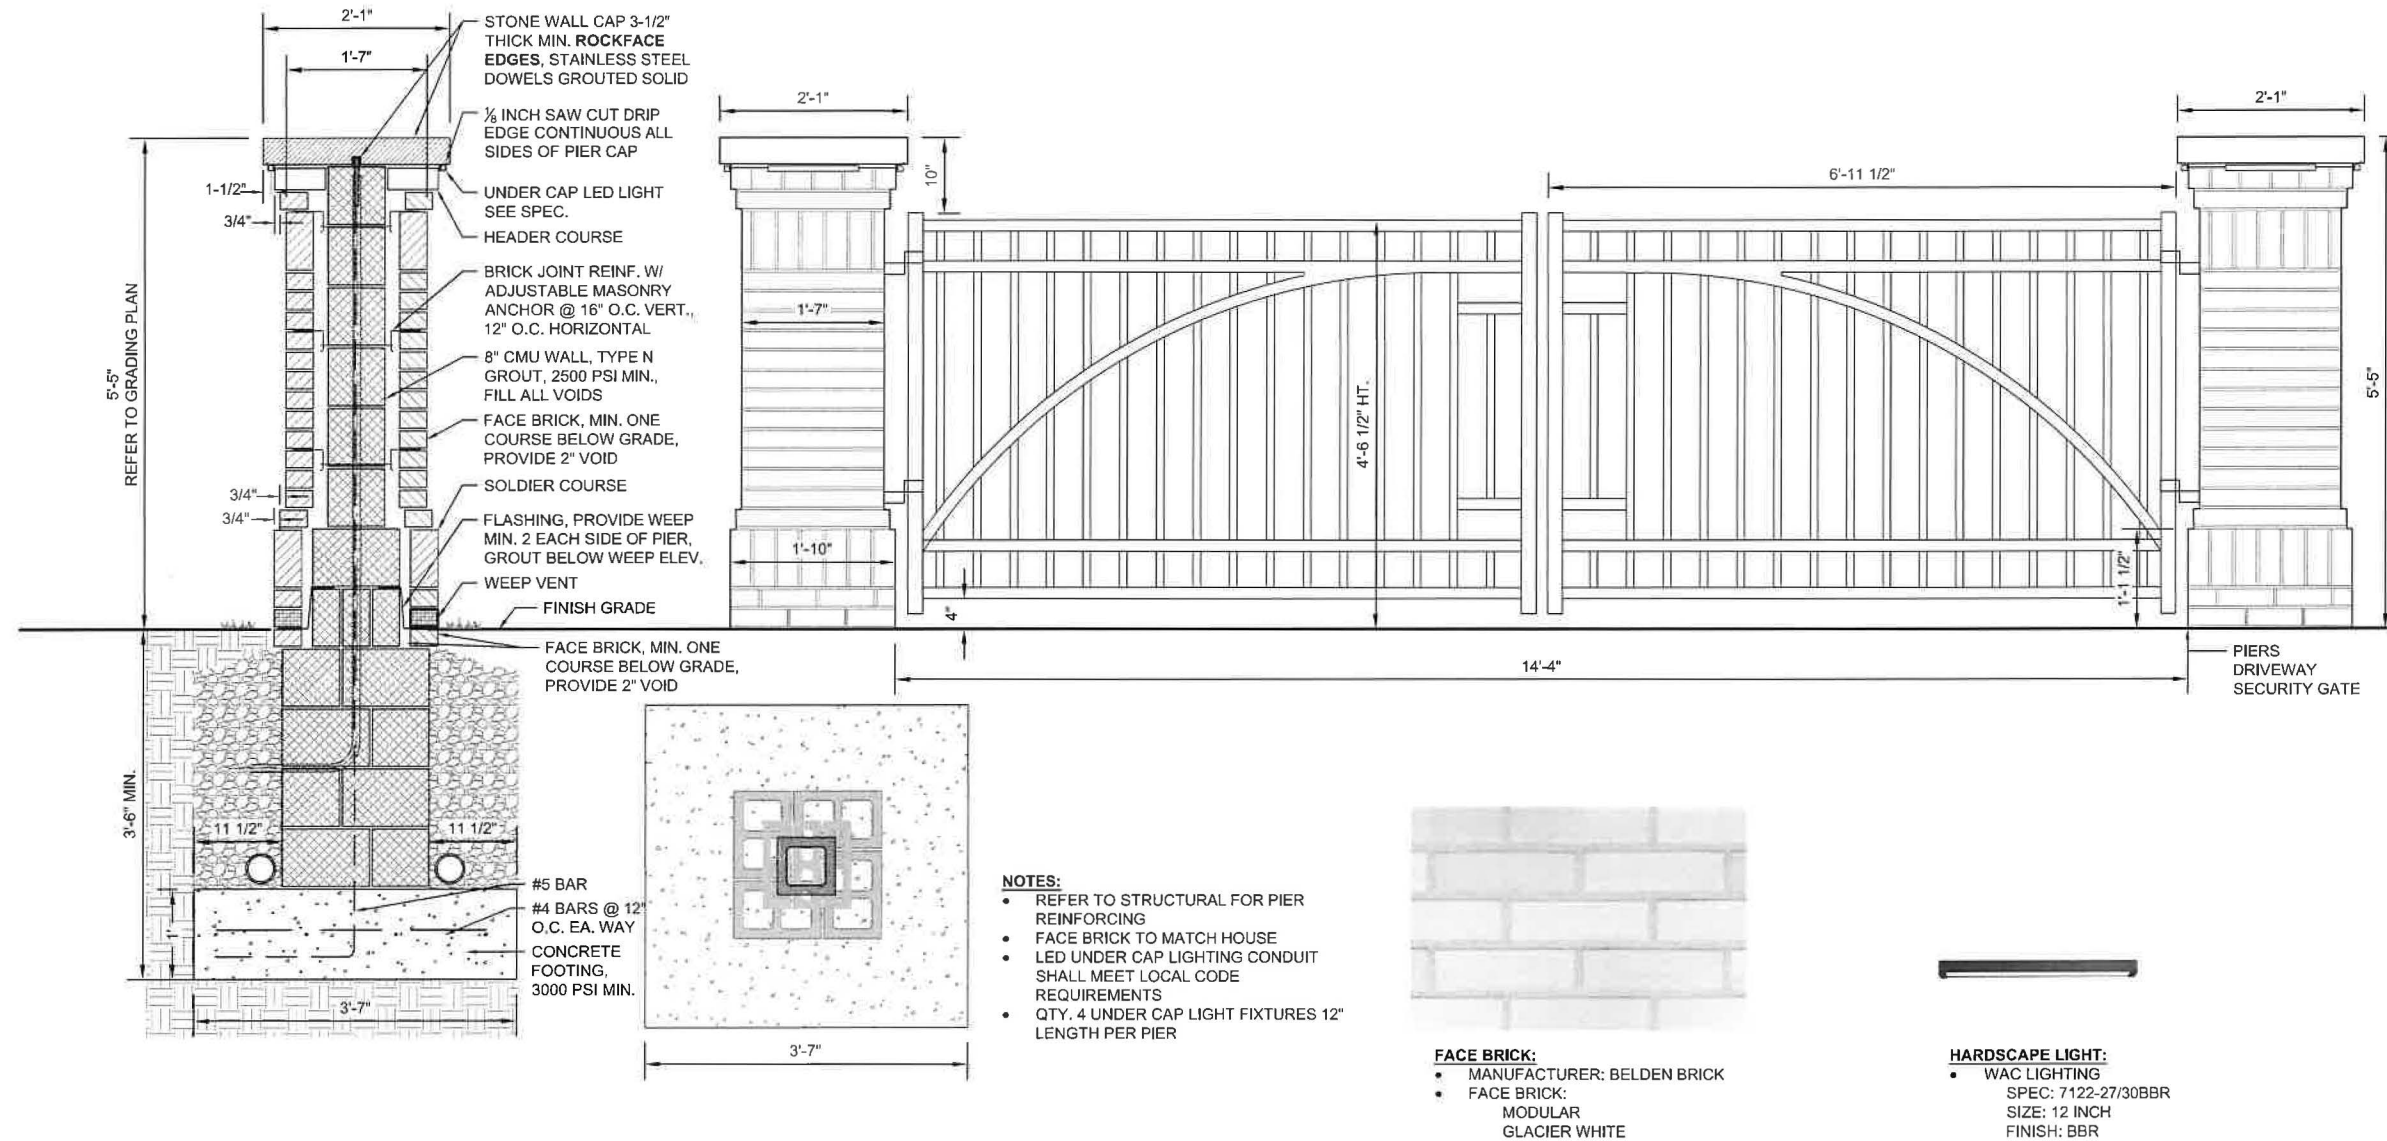 2'-1"
1'-7"
STONE WALL CAP 3-1/2"
THICK MIN. ROCKFACE
EDGES, STAINLESS STEEL
DOWELS GROUTED SOLID
⅛ INCH SAW CUT DRIP
EDGE CONTINUOUS ALL
SIDES OF PIER CAP
1-1/2"
UNDER CAP LED LIGHT
SEE SPEC.
3/4"
HEADER COURSE
BRICK JOINT REINF. W/
ADJUSTABLE MASONRY
ANCHOR @ 16" O.C. VERT.,
12" O.C. HORIZONTAL
8" CMU WALL, TYPE N
GROUT, 2500 PSI MIN.,
FILL ALL VOIDS
5'-5"
REFER TO GRADING PLAN
FACE BRICK, MIN. ONE
COURSE BELOW GRADE,
PROVIDE 2" VOID
SOLDIER COURSE
3/4"
3/4"
FLASHING, PROVIDE WEEP
MIN. 2 EACH SIDE OF PIER,
GROUT BELOW WEEP ELEV.
WEEP VENT
FINISH GRADE
FACE BRICK, MIN. ONE
COURSE BELOW GRADE,
PROVIDE 2" VOID
3'-6" MIN.
11 1/2"
11 1/2"
#5 BAR
#4 BARS @ 12"
O.C. EA. WAY
CONCRETE
FOOTING,
3000 PSI MIN.
1'
3'-7"
2'-1"
10"
1'-7"
1'-10"
4"
4'-6 1/2" HT.
6'-11 1/2"
2'-1"
5'-5"
1'-1 1/2"
14'-4"
PIERS
DRIVEWAY
SECURITY GATE
3'-7"
NOTES:
• REFER TO STRUCTURAL FOR PIER
REINFORCING
• FACE BRICK TO MATCH HOUSE
• LED UNDER CAP LIGHTING CONDUIT
SHALL MEET LOCAL CODE
REQUIREMENTS
• QTY. 4 UNDER CAP LIGHT FIXTURES 12"
LENGTH PER PIER
FACE BRICK:
• MANUFACTURER: BELDEN BRICK
• FACE BRICK:
MODULAR
GLACIER WHITE
HARDSCAPE LIGHT:
• WAC LIGHTING
SPEC: 7122-27/30BBR
SIZE: 12 INCH
FINISH: BBR